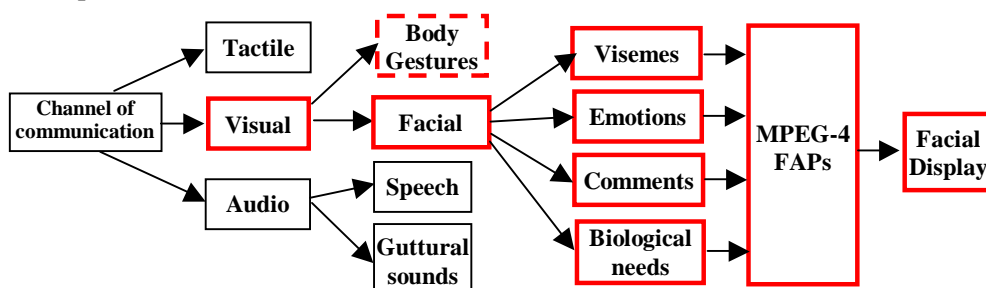 Channel of
communication
Tactile
Visual
Audio
Body
Gestures
Facial
Speech
Guttural
sounds
Visemes
Emotions
Comments
Biological
needs
MPEG-4
FAPs
Facial
Display